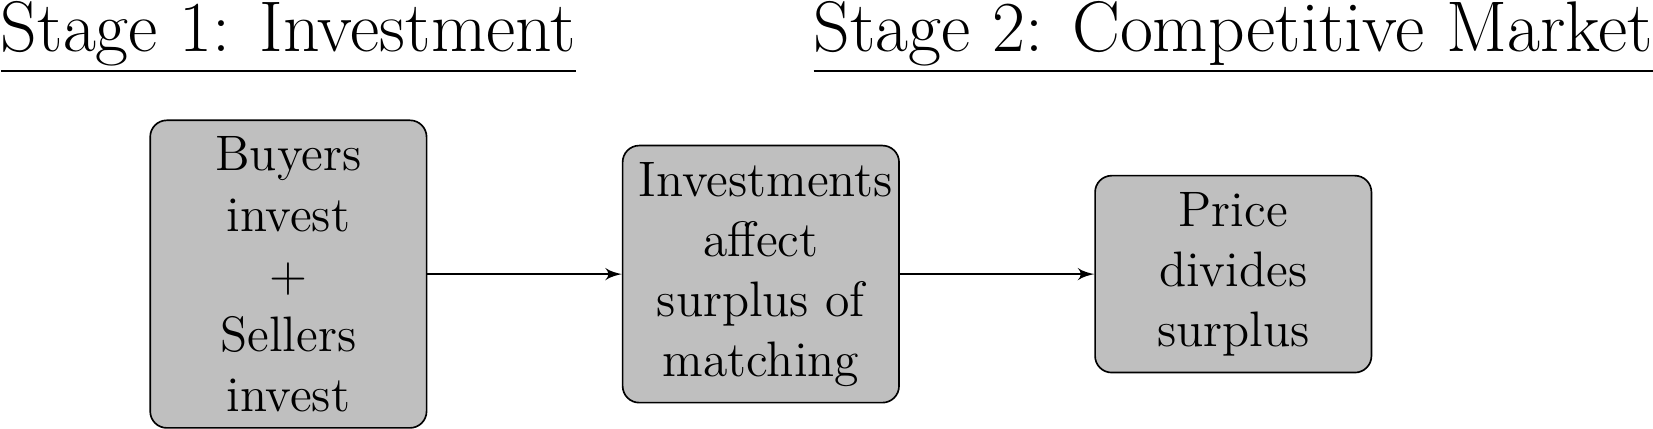 Stage 1: Investment
Stage 2: Competitive Market
Buyers
invest
+
Sellers
invest
Investments
affect
surplus of
matching
Price
divides
surplus